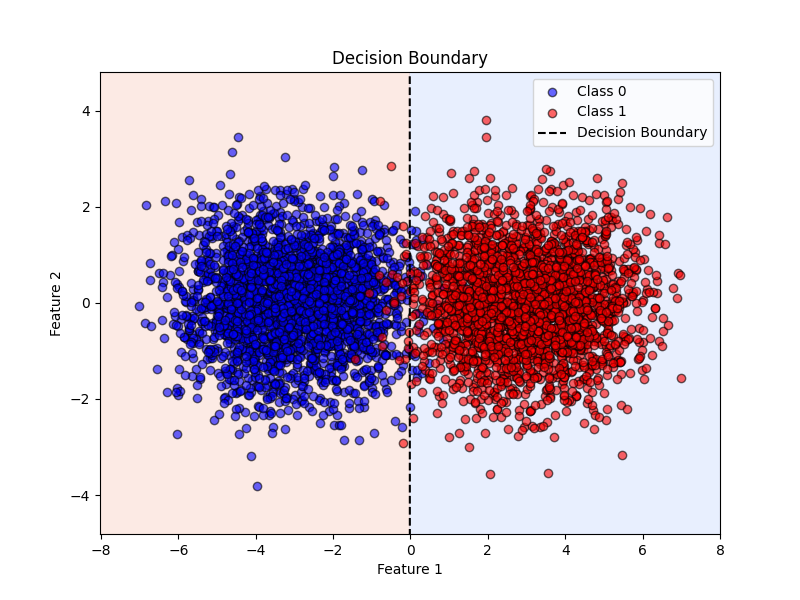 Decision Boundary
Class 0
Class 1
Decision Boundary
4
2
0
−2
−4
Feature 2
−8
−6
−4
−2
0
2
4
6
8
Feature 1